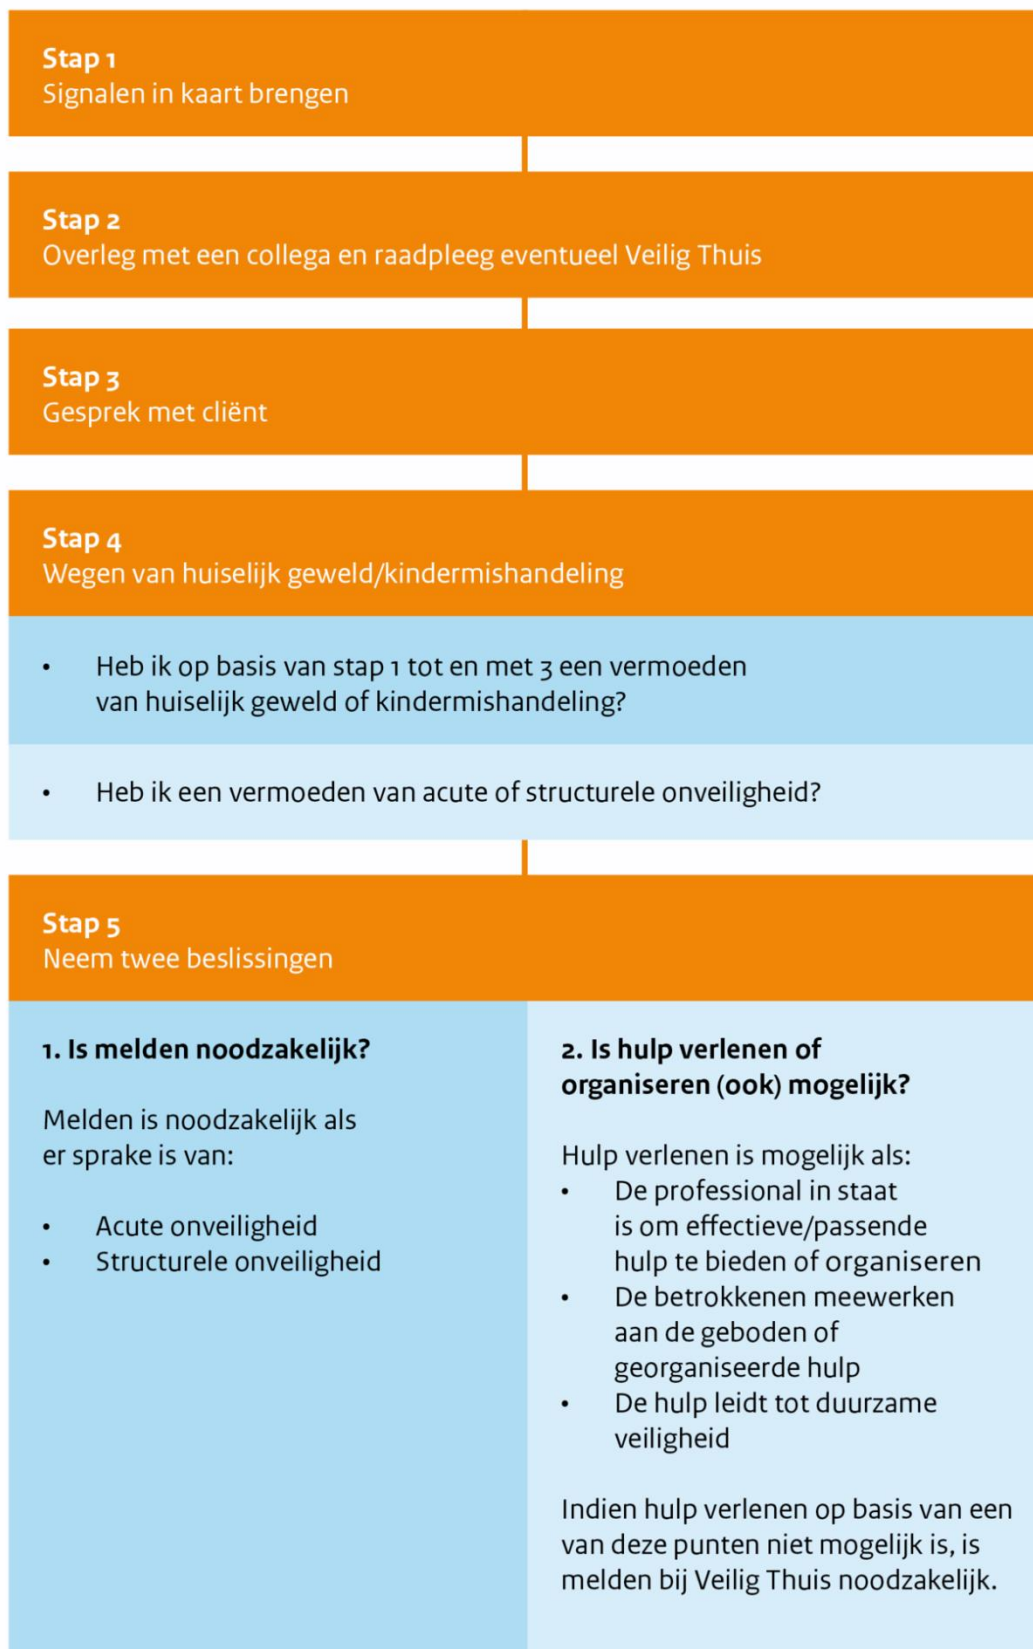 Stap 1
Signalen in kaart brengen
Stap 2
Overleg met een collega en raadpleeg eventueel Veilig Thuis
Stap 3
Gesprek met cliënt
Stap 4
Wegen van huiselijk geweld/kindermishandeling
• Heb ik op basis van stap 1 tot en met 3 een vermoeden
van huiselijk geweld of kindermishandeling?
• Heb ik een vermoeden van acute of structurele onveiligheid?
Stap 5
Neem twee beslissingen
1. Is melden noodzakelijk?
Melden is noodzakelijk als
er sprake is van:
• Acute onveiligheid
• Structurele onveiligheid
2. Is hulp verlenen of
organiseren (ook) mogelijk?
Hulp verlenen is mogelijk als:
• De professional in staat
is om effectieve/passende
hulp te bieden of organiseren
• De betrokkenen meewerken
aan de geboden of
georganiseerde hulp
• De hulp leidt tot duurzame
veiligheid
Indien hulp verlenen op basis van een
van deze punten niet mogelijk is, is
melden bij Veilig Thuis noodzakelijk.